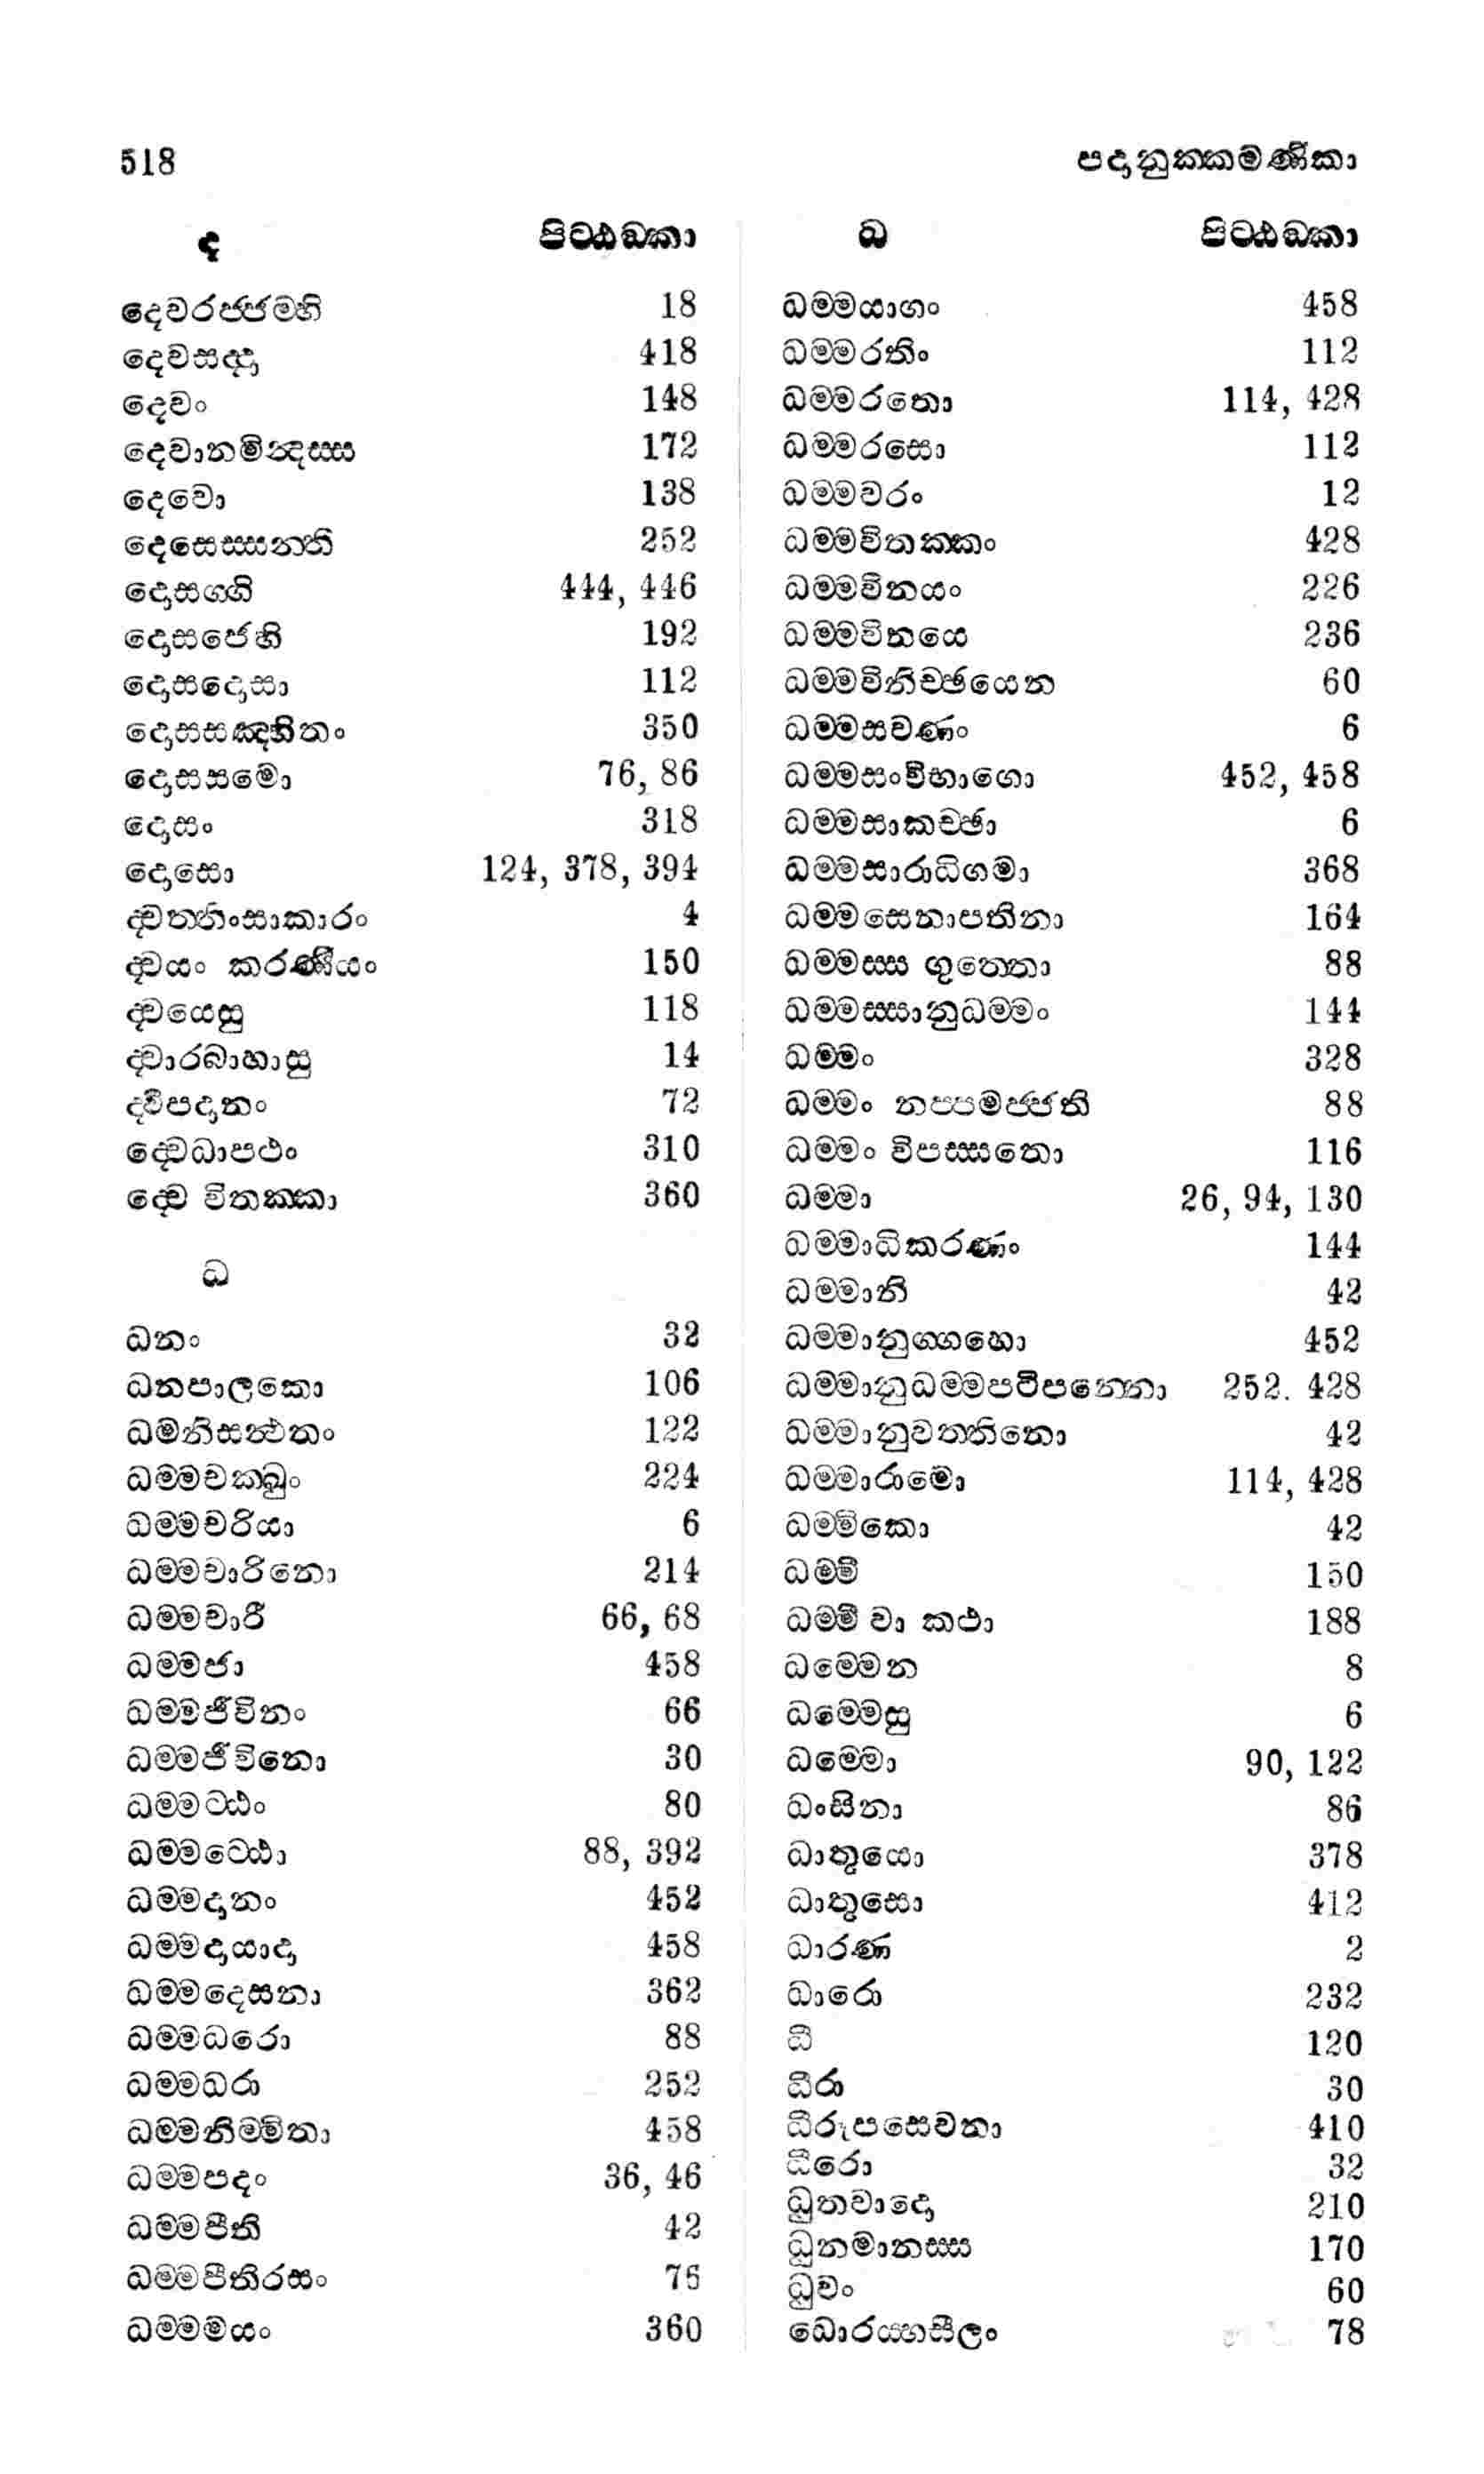 518
පදානුක්කමණිකා
ද පිට්ඨඞ්කා
දෙවරජ්ජම්හි 18
දෙවසඤ්ඤා 418
දෙවං 148
දෙවානමින්දස්ස 172
දෙවො 138
දෙසෙස්සන්ති 252
දොසග්ගි 444, 446
දොසජෙහි 192
දොසදොසා 112
දොසසඤ්හිතං 350
දොසසමො 76, 86
දොසං 318
දොසො 124, 378, 394
ද්වත්තිංසාකාරං 4
ද්වයං කරණීයං 150
ද්වයෙසු 118
ද්වාරබාහාසු 14
ද්විපදානං 72
ද්වෙධාපථං 310
ද්වෙ විතක්කා 360
ධ
ධනං 32
ධනපාලකො 106
ධමනිසන්ථතං 122
ධම්මචක්ඛුං 224
ධම්මචරියා 6
ධම්මචාරිනො 214
ධම්මචාරී 66, 68
ධම්මජා 458
ධම්මජීවිනං 66
ධම්මජීවිනො 30
ධම්මට්ඨං 80
ධම්මට්ඨො 88, 392
ධම්මදානං 452
ධම්මදායාදා 458
ධම්මදෙසනා 362
ධම්මධරො 88
ධම්මධරා 252
ධම්මනිම්මිතා 458
ධම්මපදං 36, 46
ධම්මපීති 42
ධම්මපීතිරසං 76
ධම්මමයං 360
ධ පිට්ඨඞ්කා
ධම්මයාගං 458
ධම්මරතිං 112
ධම්මරතො 114, 428
ධම්මරසො 112
ධම්මවරං 12
ධම්මවිතක්කං 428
ධම්මවිනයං 226
ධම්මවිනයෙ 236
ධම්මවිනිච්ඡයෙන 60
ධම්මසවණං 6
ධම්මසංවිභාගො 452, 458
ධම්මසාකච්ඡා 6
ධම්මසාරාධිගමා 368
ධම්මසෙනාපතිනා 164
ධම්මස්ස ගුත්තො 88
ධම්මස්සානුධම්මං 144
ධම්මං 328
ධම්මං නප්පමජ්ජති 88
ධම්මං විපස්සතො 116
ධම්මා 26, 94, 130
ධම්මාධිකරණං 144
ධම්මානි 42
ධම්මානුග්ගහො 452
ධම්මානුධම්මපටිපන්නො 252. 428
ධම්මානුවත්තිනො 42
ධම්මාරාමො 114, 428
ධම්මිකො 42
ධම්මී 150
ධම්මී වා කථා 188
ධම්මෙන 8
ධම්මෙසු 6
ධම්මො 90, 122
ධංසිනා 86
ධාතුයො 378
ධාතුසො 412
ධාරණ 2
ධාරො 232
ධී 120
ධීරා 30
ධීරූපසෙවනා 410
ධීරො 32
ධුතවාදො 210
ධුනමානස්ස 170
ධුවං 60
ධොරය්හසීලං 78